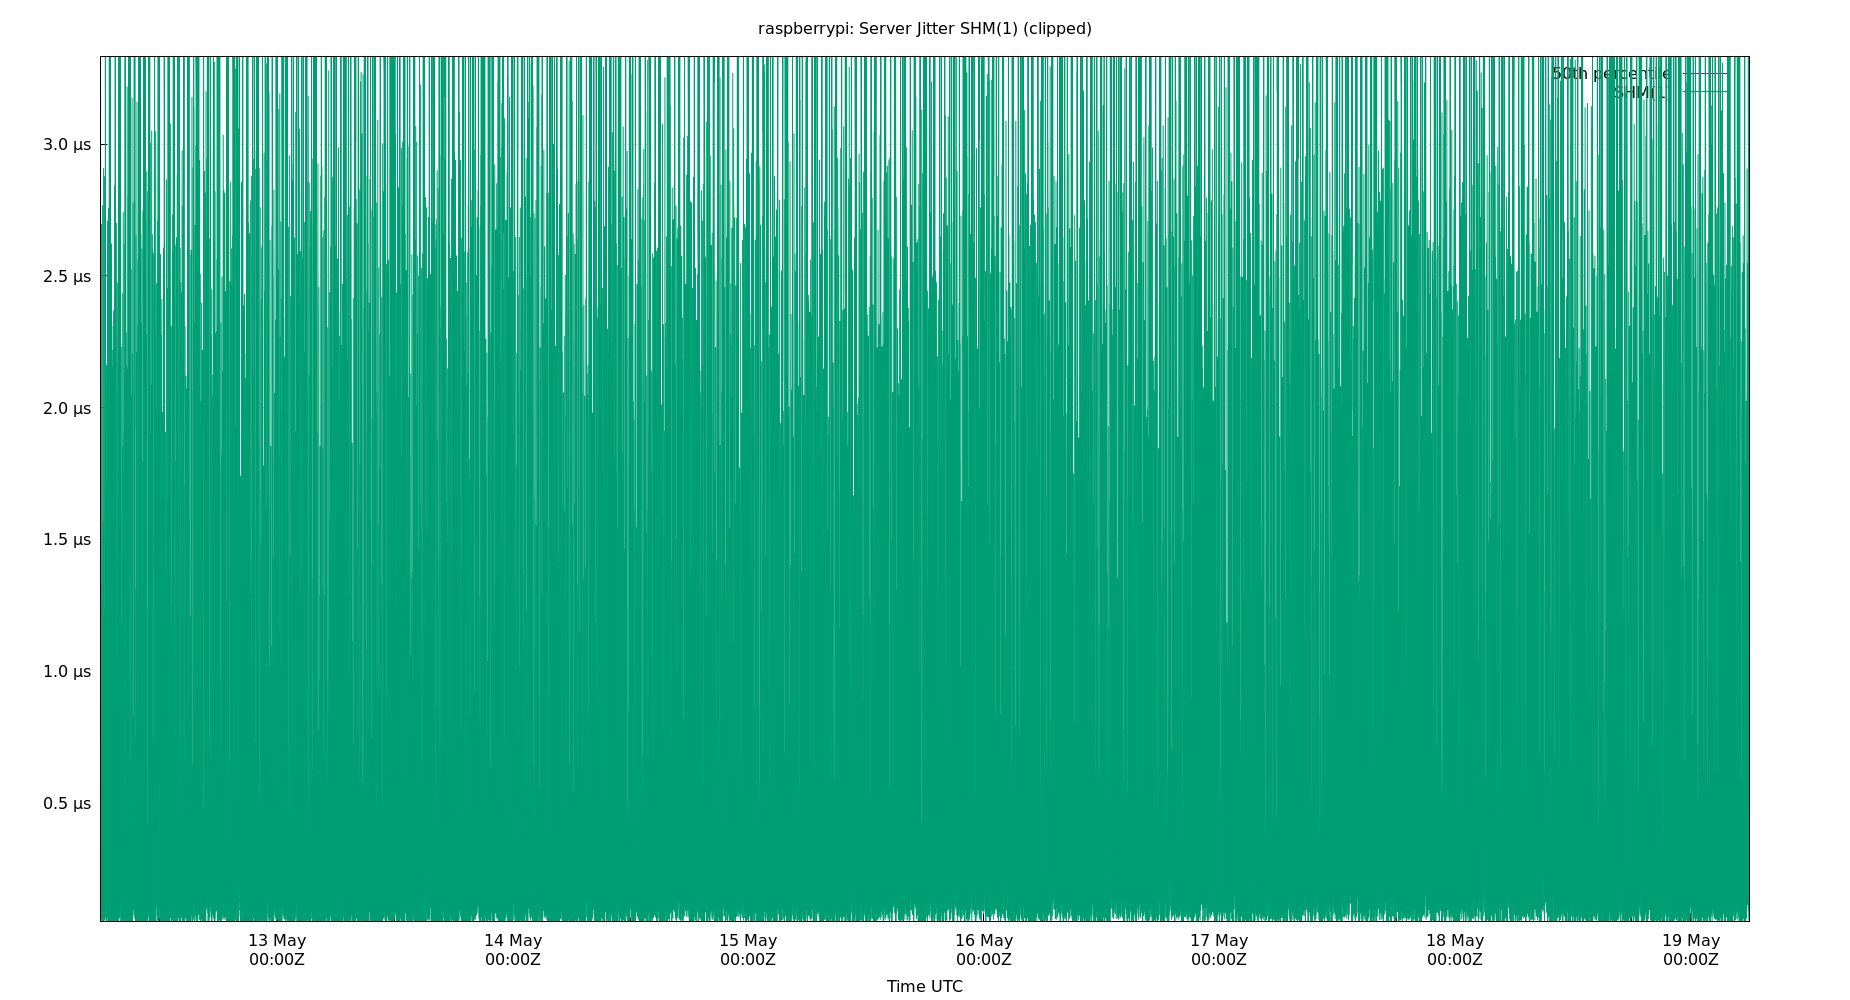 raspberrypi: Server Jitter SHM(1) (clipped)
50th percentile
SHM(1)
3.0 µs
2.5 µs
2.0 µs
1.5 µs
1.0 µs
0.5 µs
13 May 14 May 15 May 16 May 17 May 18 May 19 May
00:00Z 00:00Z 00:00Z 00:00Z 00:00Z 00:00Z 00:00Z
Time UTC